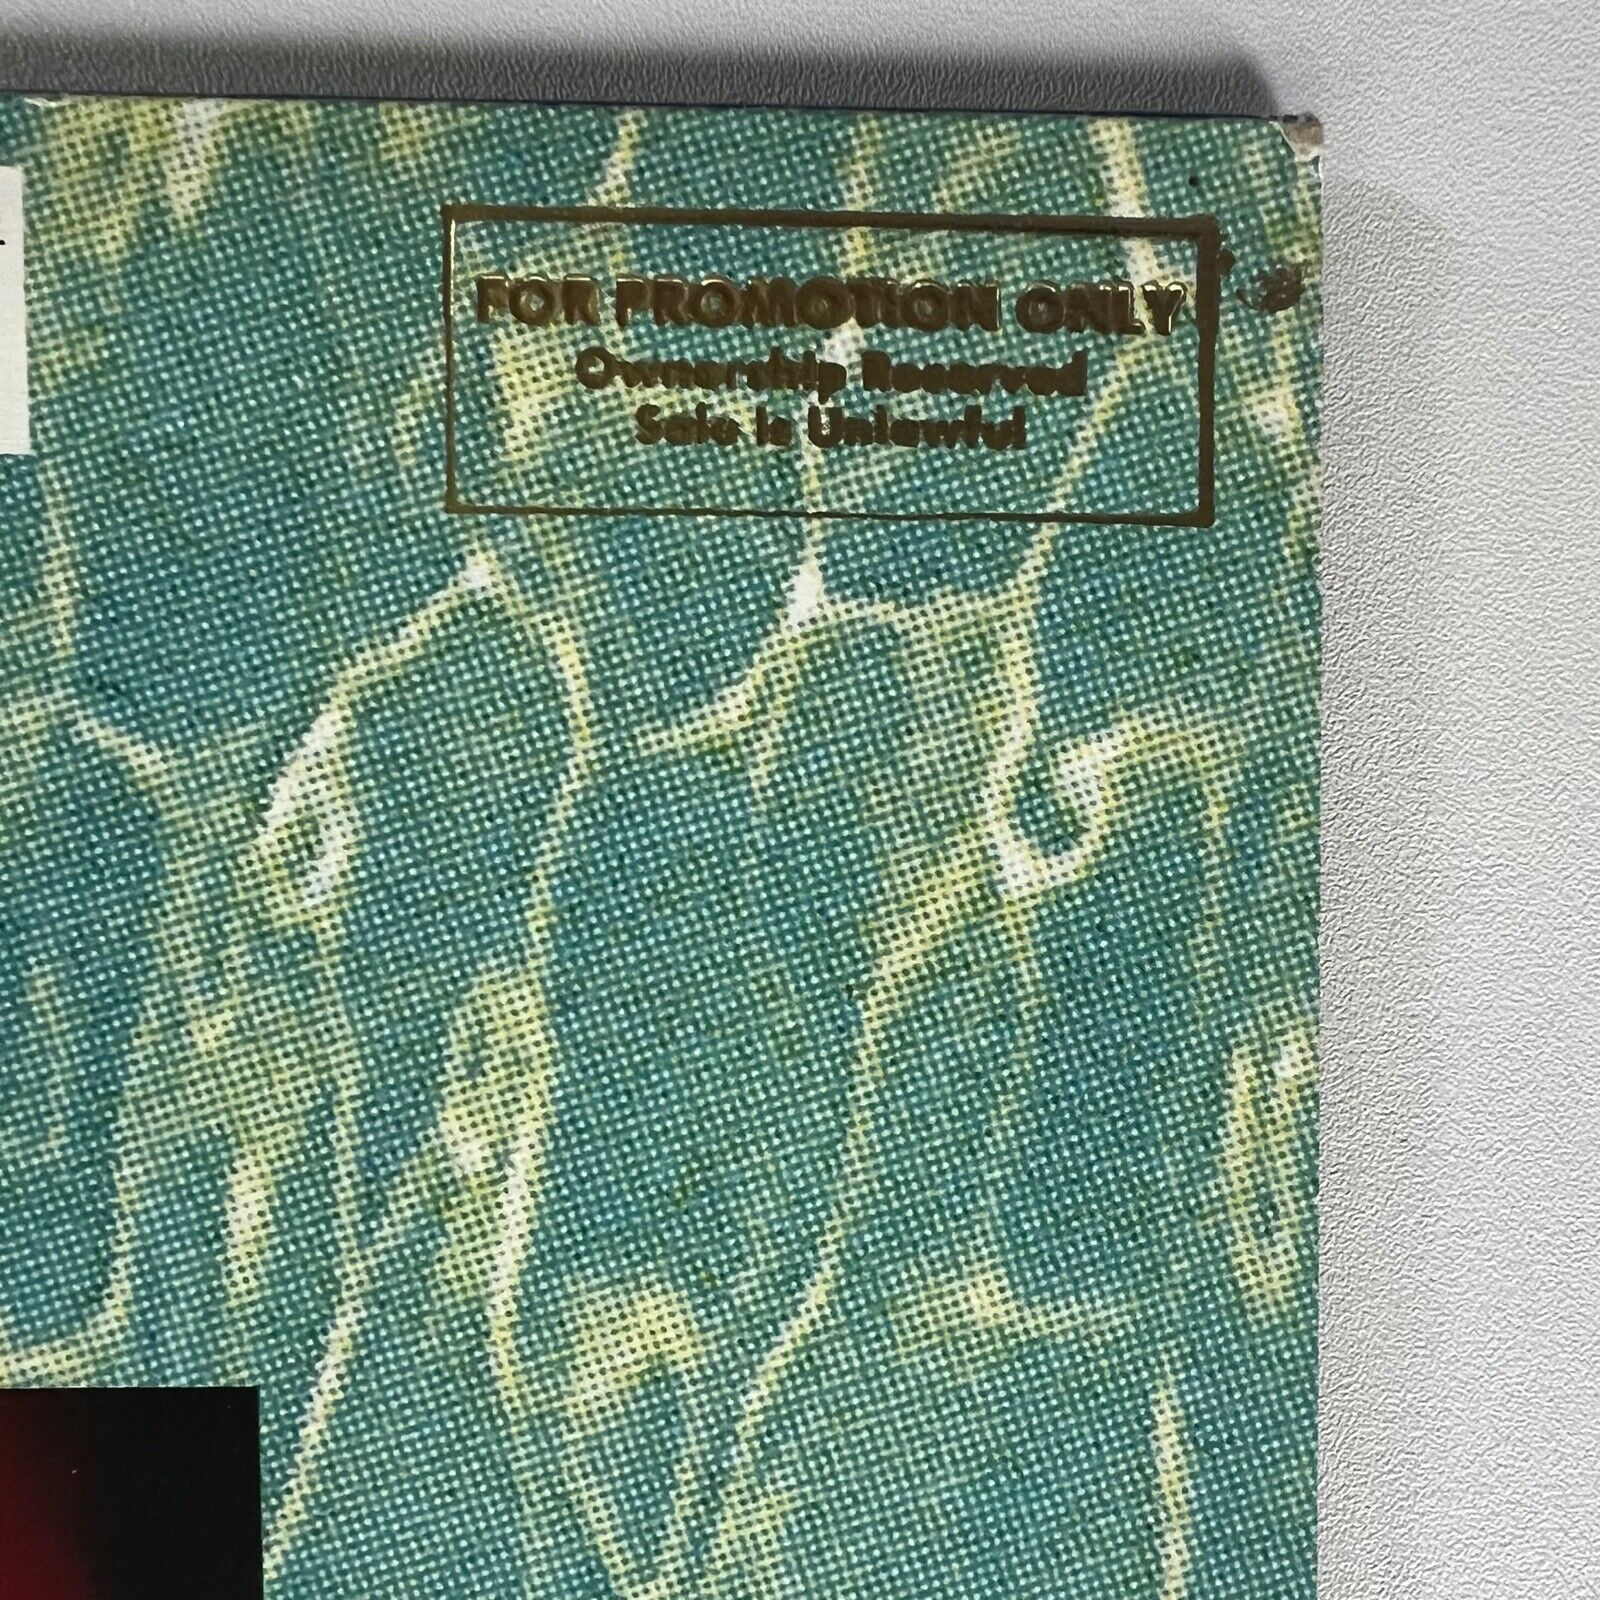 FOR PROMOTION ONLY
Ownership Reserved
Sale is Unlawful